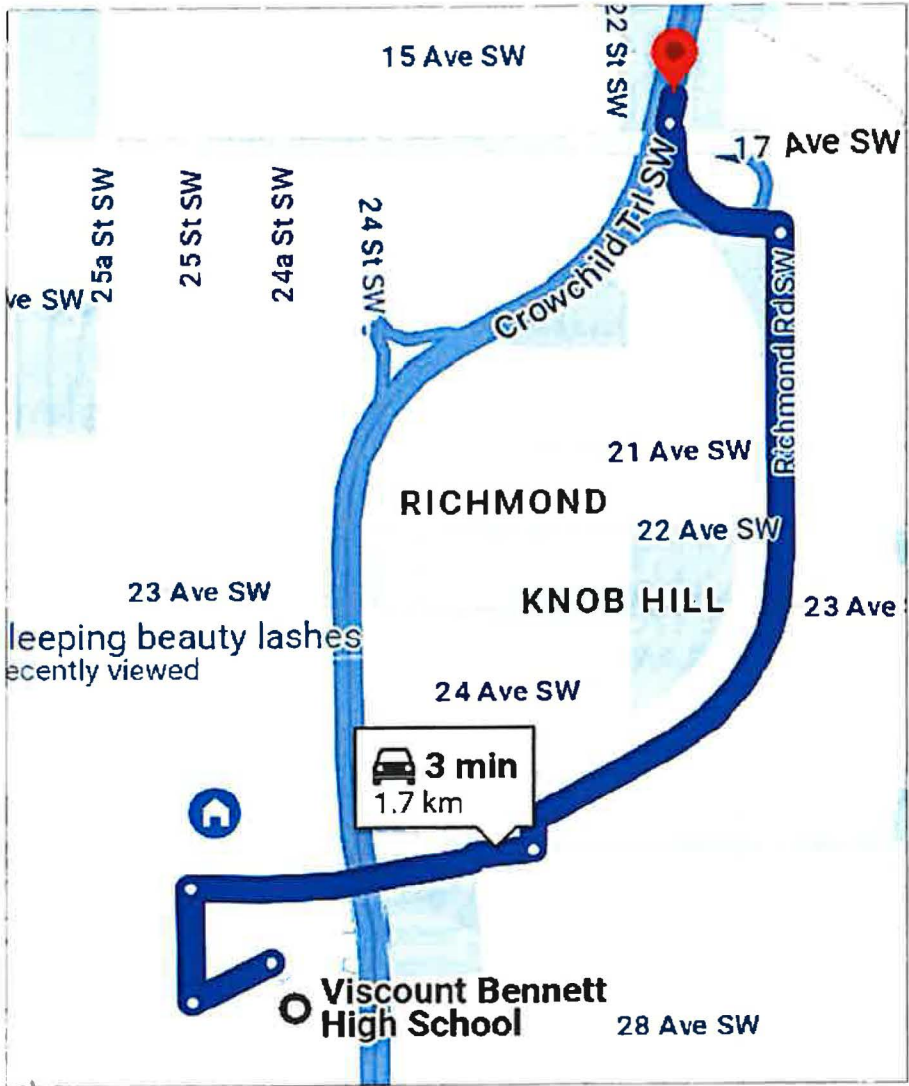 22 St SW
15 Ave SW
17 Ave SW
25a St SW
25 St SW
24a St SW
24 St SW
Crowchild Trl SW
Richmond Rd SW
ve SW
21 Ave SW
RICHMOND
22 Ave SW
23 Ave SW
KNOB HILL
23 Ave
leeping beauty lashes
ecently viewed
24 Ave SW
3 min
1.7 km
Viscount Bennett
High School
28 Ave SW